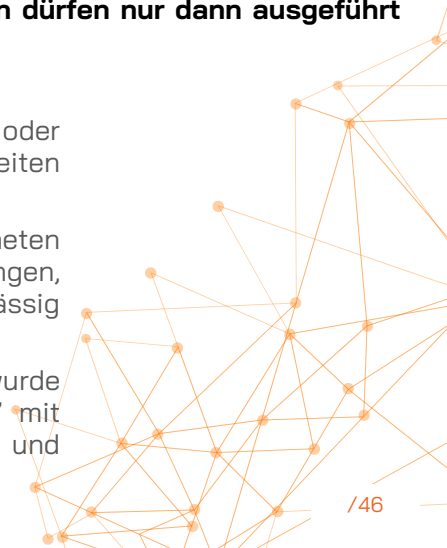 n dürfen nur dann ausgeführt
oder
eiten
neten
ngen,
ässig
wurde
” mit
und
/46